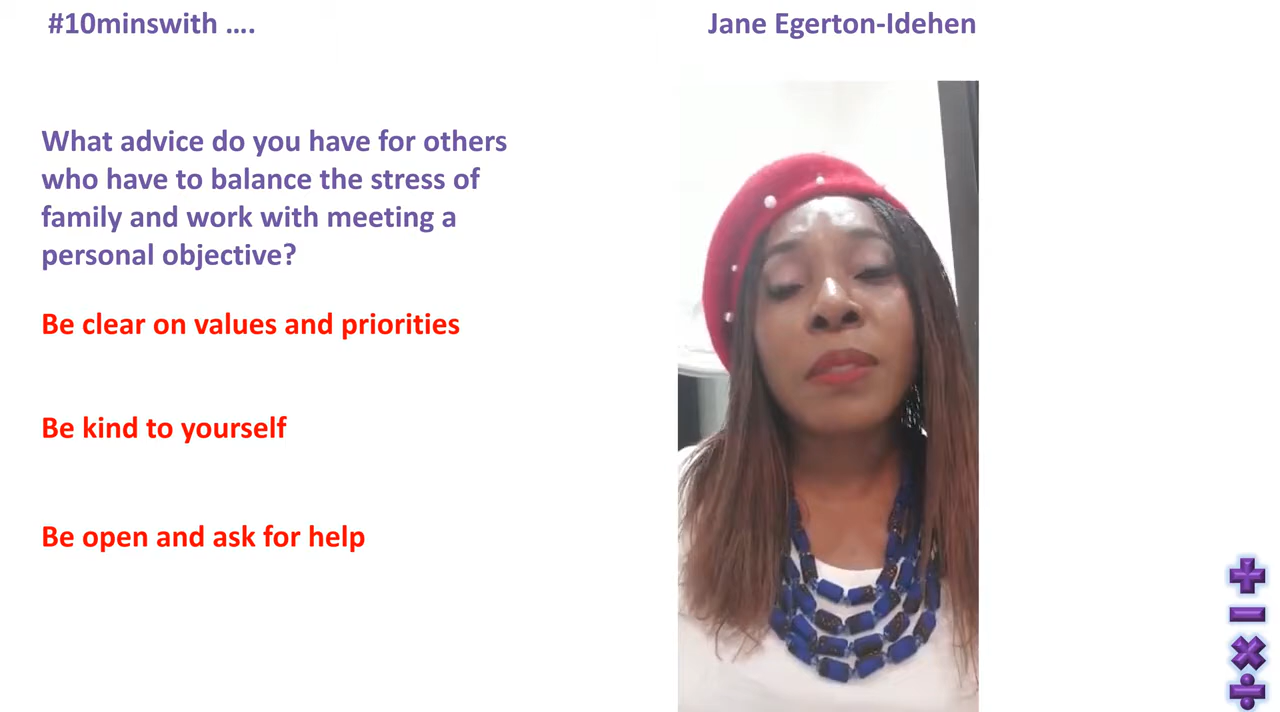 #10minswith ....
Jane Egerton-Idehen
What advice do you have for others
who have to balance the stress of
family and work with meeting a
personal objective?
Be clear on values and priorities
Be kind to yourself
Be open and ask for help